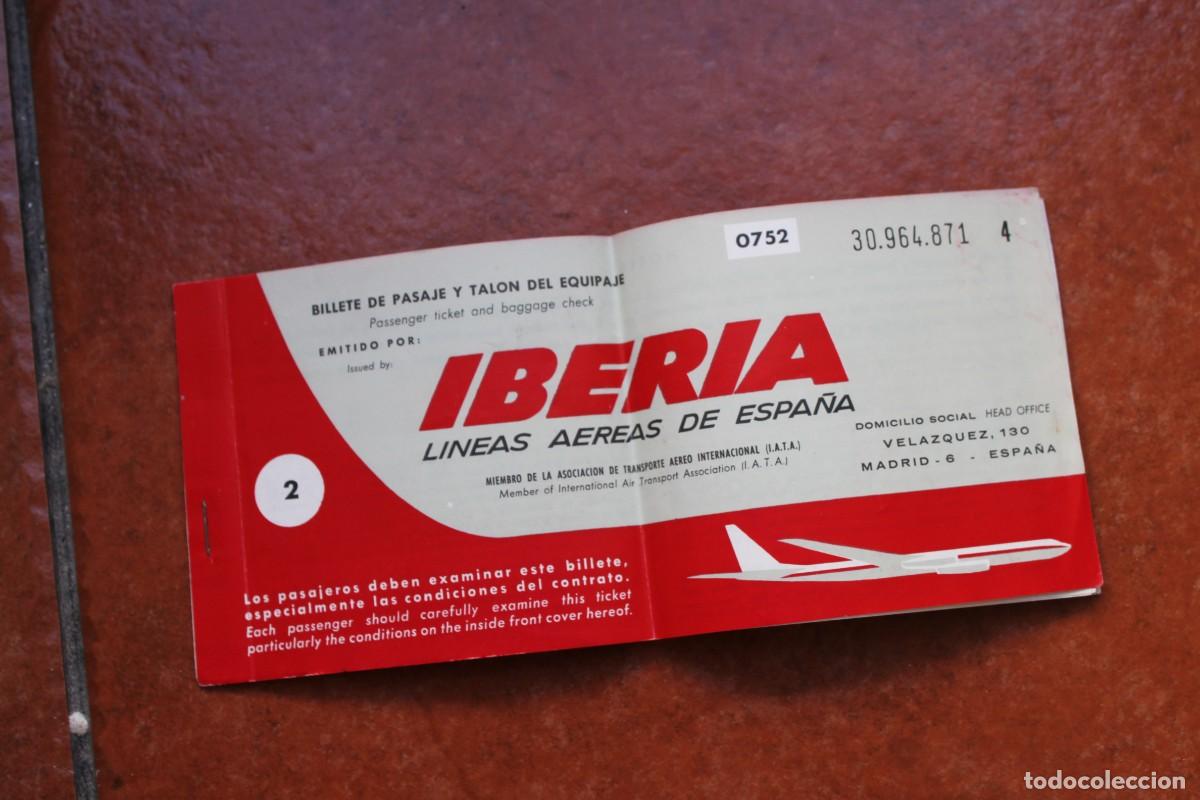 0752
30.964.871 4
BILLETE DE PASAJE Y TALON DEL EQUIPAJE
Passenger ticket and baggage check
EMITIDO POR:
Issued by:
IBERIA
LINEAS AEREAS DE ESPAÑA
MIEMBRO DE LA ASOCIACION DE TRANSPORTE AEREO INTERNACIONAL (I.A.T.A.)
Member of International Air Transport Association (I.A.T.A.)
DOMICILIO SOCIAL HEAD OFFICE
VELAZQUEZ, 130
MADRID - 6 - ESPAÑA
2
Los pasajeros deben examinar este billete,
especialmente las condiciones del contrato.
Each passenger should carefully examine this ticket
particularly the conditions on the inside front cover hereof.
todocoleccion